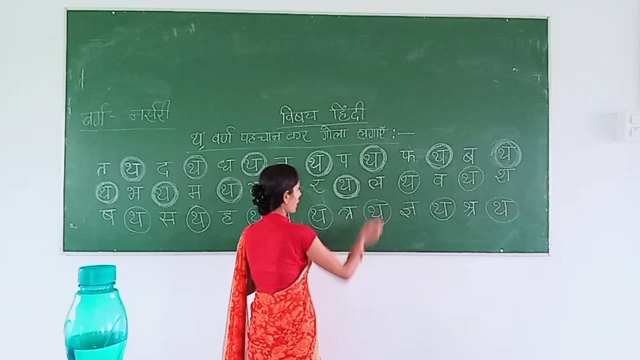 वर्ग - नर्सरी
विषय हिंदी
थ वर्ण पहचान कर गोला लगाएँ :-
त थ द थ ध थ न थ प थ फ थ ब थ
थ भ थ म थ र थ ल थ व थ श
ष थ स थ ह थ त्र थ ज्ञ थ श्र थ